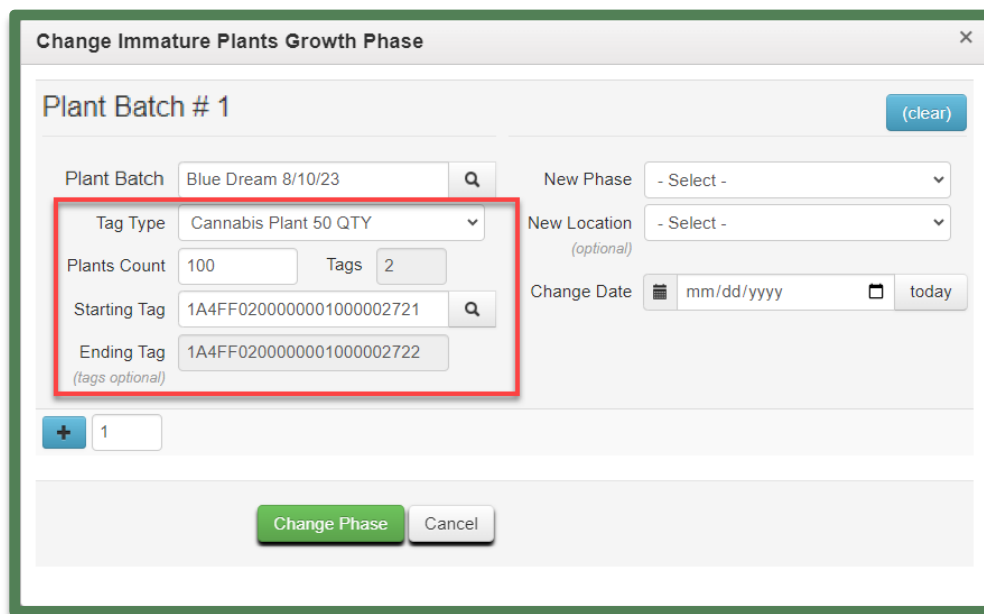 Change Immature Plants Growth Phase ×
Plant Batch # 1
(clear)
Plant Batch Blue Dream 8/10/23
Tag Type Cannabis Plant 50 QTY
Plants Count 100 Tags 2
Starting Tag 1A4FF0200000001000002721
Ending Tag 1A4FF0200000001000002722
(tags optional)
New Phase - Select -
New Location - Select -
(optional)
Change Date mm/dd/yyyy today
+ 1
Change Phase Cancel